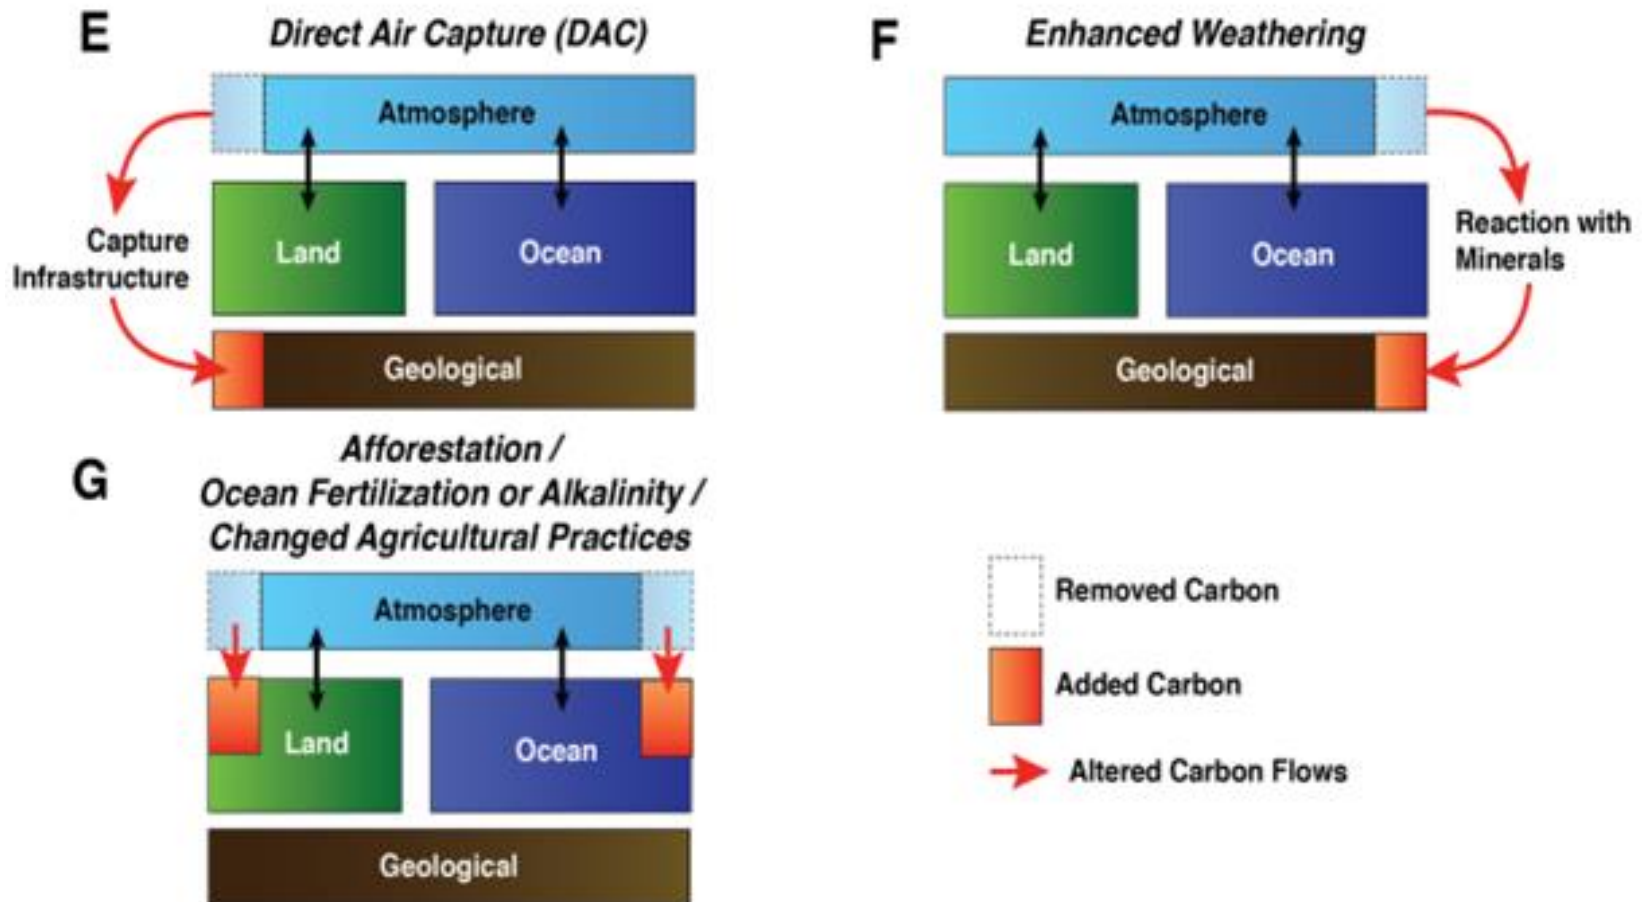 E
Direct Air Capture (DAC)
Atmosphere
Capture
Infrastructure
Land
Ocean
Geological
F
Enhanced Weathering
Atmosphere
Land
Ocean
Reaction with
Minerals
Geological
G
Afforestation /
Ocean Fertilization or Alkalinity /
Changed Agricultural Practices
Atmosphere
Land
Ocean
Geological
Removed Carbon
Added Carbon
Altered Carbon Flows